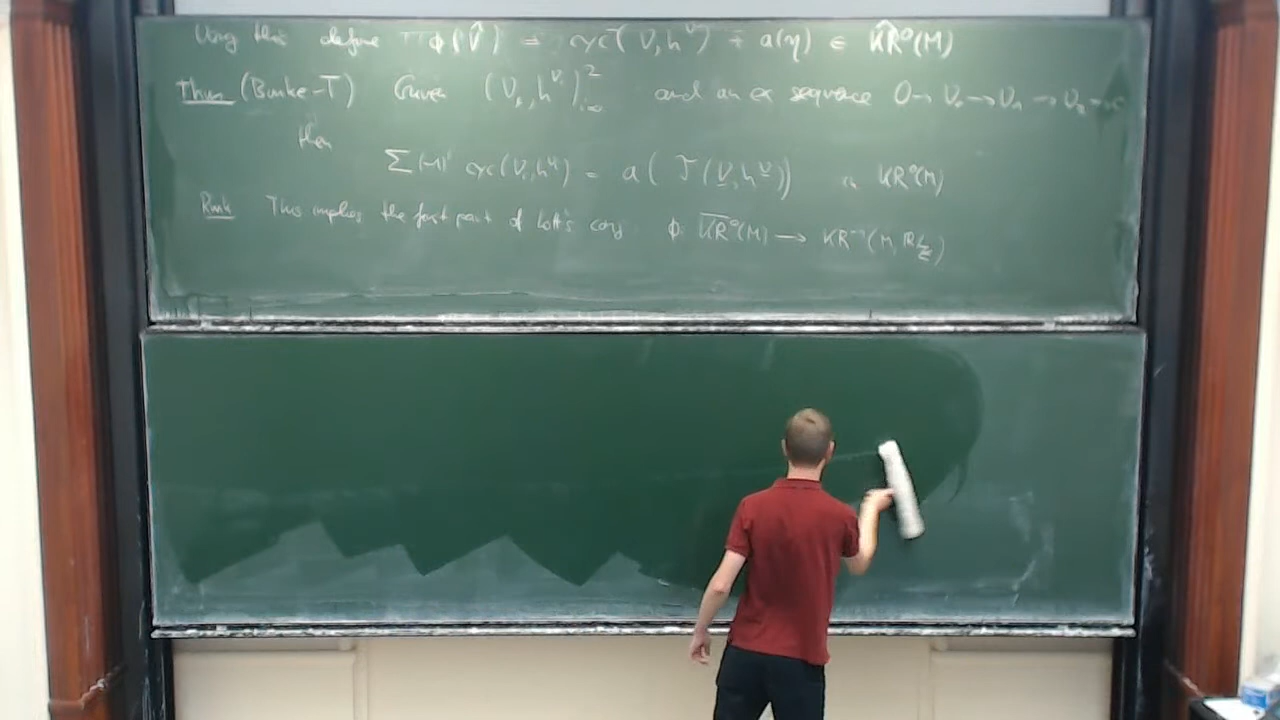 Using this define φ(V̂) = cyc(V, h^V) + a(η) ∈ K̂R⁰(M)
Thm (Bunke-T) Given (V_i, h^{V_i})²_{i=0} and an ex sequence 0→ V₀ → V₁ → V₂ → 0
then
∑(-1)^i cyc(V_i, h^{V_i}) = a( T(V, h^V)) in K̂R⁰(M)
Rmk This implies the first part of Lott's conj φ: K̄R⁰(M) → KR⁻¹(M, ℝ/ℤ)